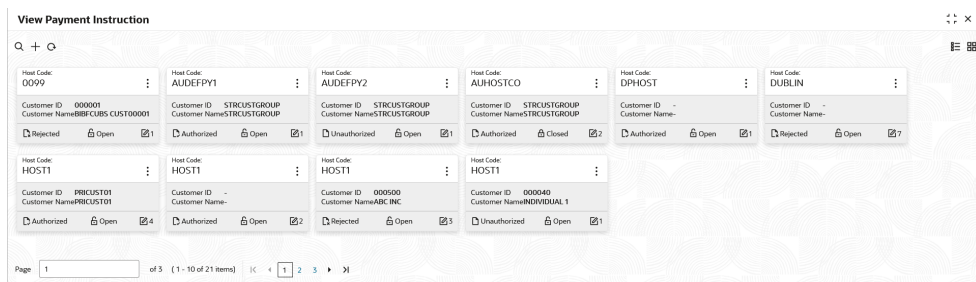 View Payment Instruction
Host Code: Host Code: Host Code: Host Code: Host Code: Host Code:
0099 AUDEFPY1 AUDEFPY2 AUHOSTCO DPHOST DUBLIN
Customer ID 000001 Customer ID STRCUSTGROUP Customer ID STRCUSTGROUP Customer ID STRCUSTGROUP Customer ID - Customer ID -
Customer NameBIBFCUBS CUST00001 Customer NameSTRCUSTGROUP Customer NameSTRCUSTGROUP Customer NameSTRCUSTGROUP Customer Name- Customer Name-
Rejected Open 1 Authorized Open 1 Unauthorized Open 1 Authorized Closed 2 Authorized Open 1 Rejected Open 7
Host Code: Host Code: Host Code: Host Code:
HOST1 HOST1 HOST1 HOST1
Customer ID PRICUST01 Customer ID - Customer ID 000500 Customer ID 000040
Customer NamePRICUST01 Customer Name- Customer NameABC INC Customer NameINDIVIDUAL 1
Authorized Open 4 Authorized Open 2 Rejected Open 3 Unauthorized Open 1
Page 1 of 3 (1 - 10 of 21 items) 1 2 3